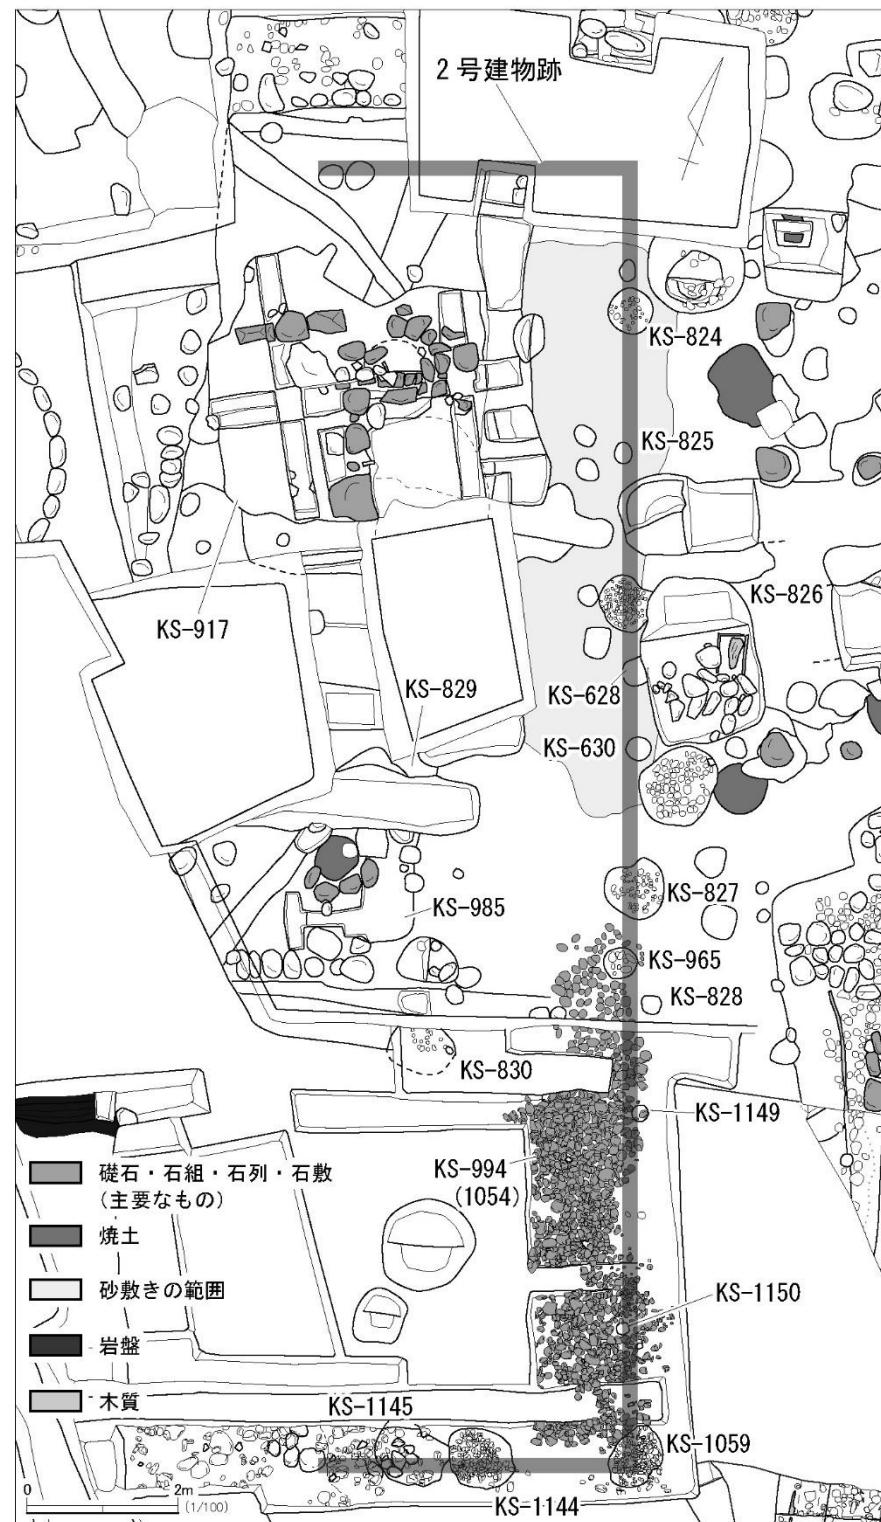 2号建物跡
KS-824
KS-825
KS-826
KS-917
KS-829
KS-628
KS-630
KS-827
KS-985
KS-965
KS-828
KS-830
KS-1149
KS-994
(1054)
KS-1150
KS-1145
KS-1059
KS-1144
礎石・石組・石列・石敷
(主要なもの)
焼土
砂敷きの範囲
岩盤
木質
0 2m
(1/100)